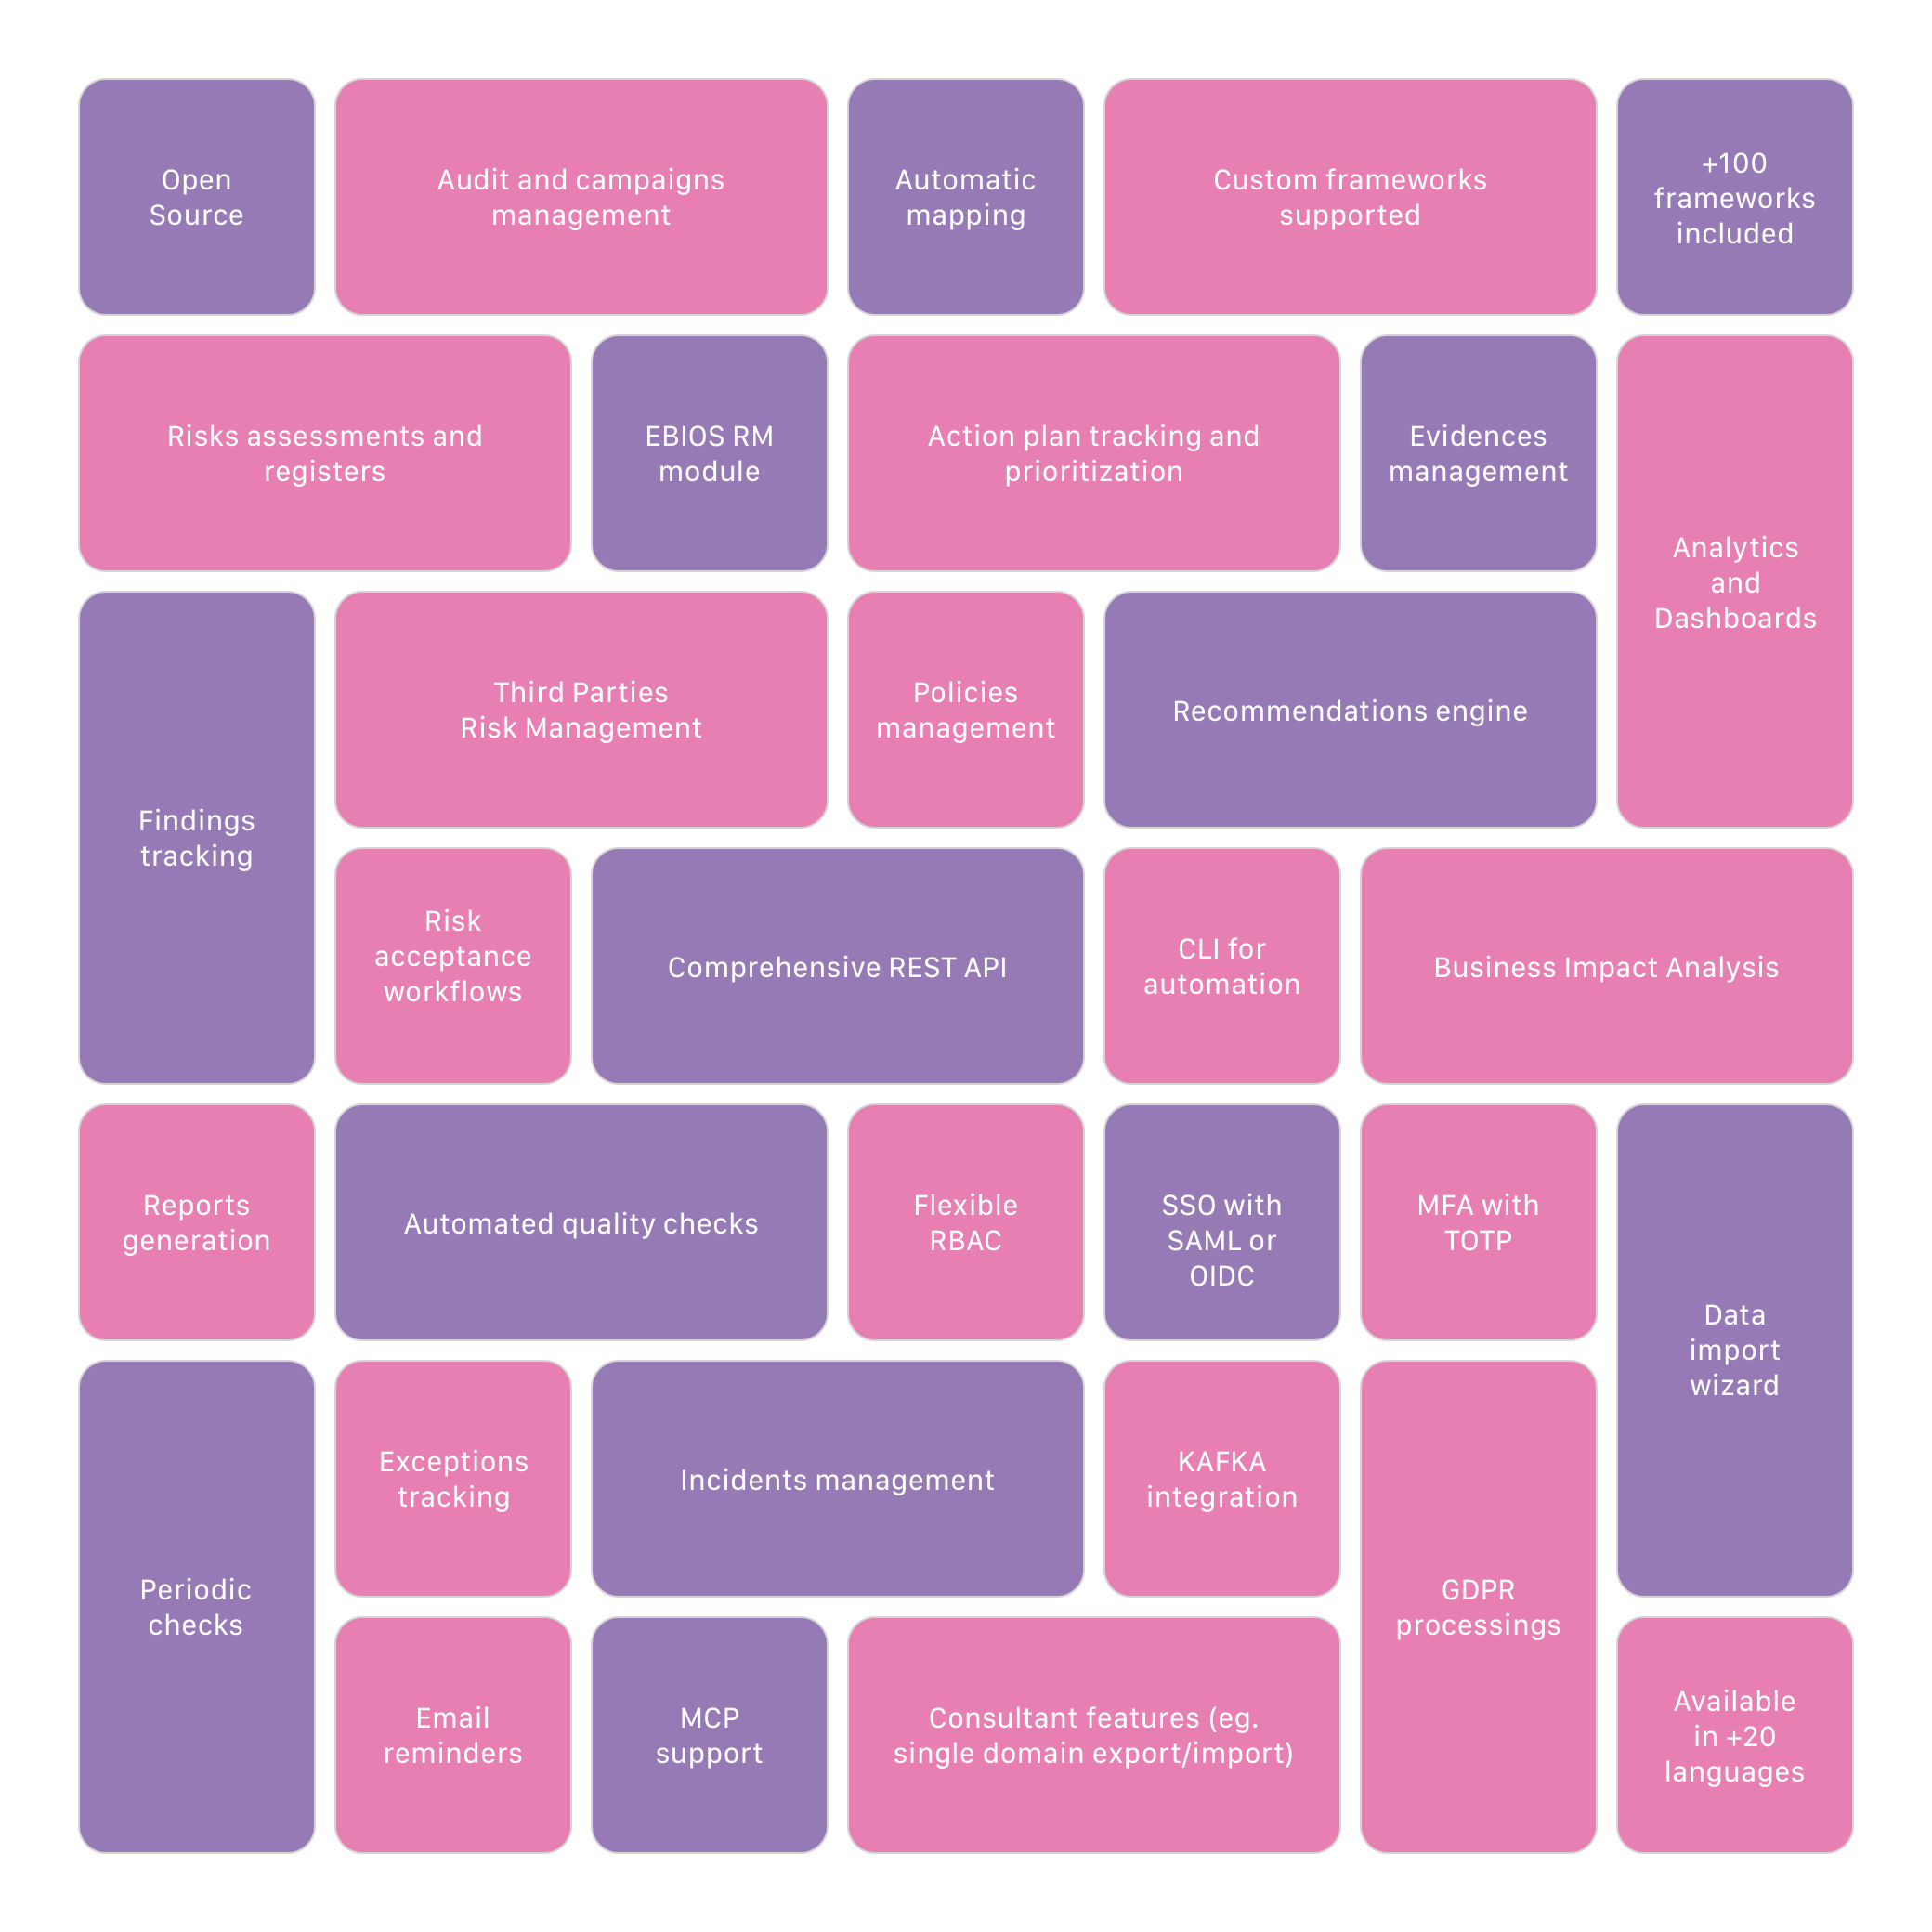 Open
Source
Audit and campaigns
management
Automatic
mapping
Custom frameworks
supported
+100
frameworks
included
Risks assessments and
registers
EBIOS RM
module
Action plan tracking and
prioritization
Evidences
management
Analytics
and
Dashboards
Findings
tracking
Third Parties
Risk Management
Policies
management
Recommendations engine
Risk
acceptance
workflows
Comprehensive REST API
CLI for
automation
Business Impact Analysis
Reports
generation
Automated quality checks
Flexible
RBAC
SSO with
SAML or
OIDC
MFA with
TOTP
Data
import
wizard
Periodic
checks
Exceptions
tracking
Incidents management
KAFKA
integration
GDPR
processings
Email
reminders
MCP
support
Consultant features (eg.
single domain export/import)
Available
in +20
languages